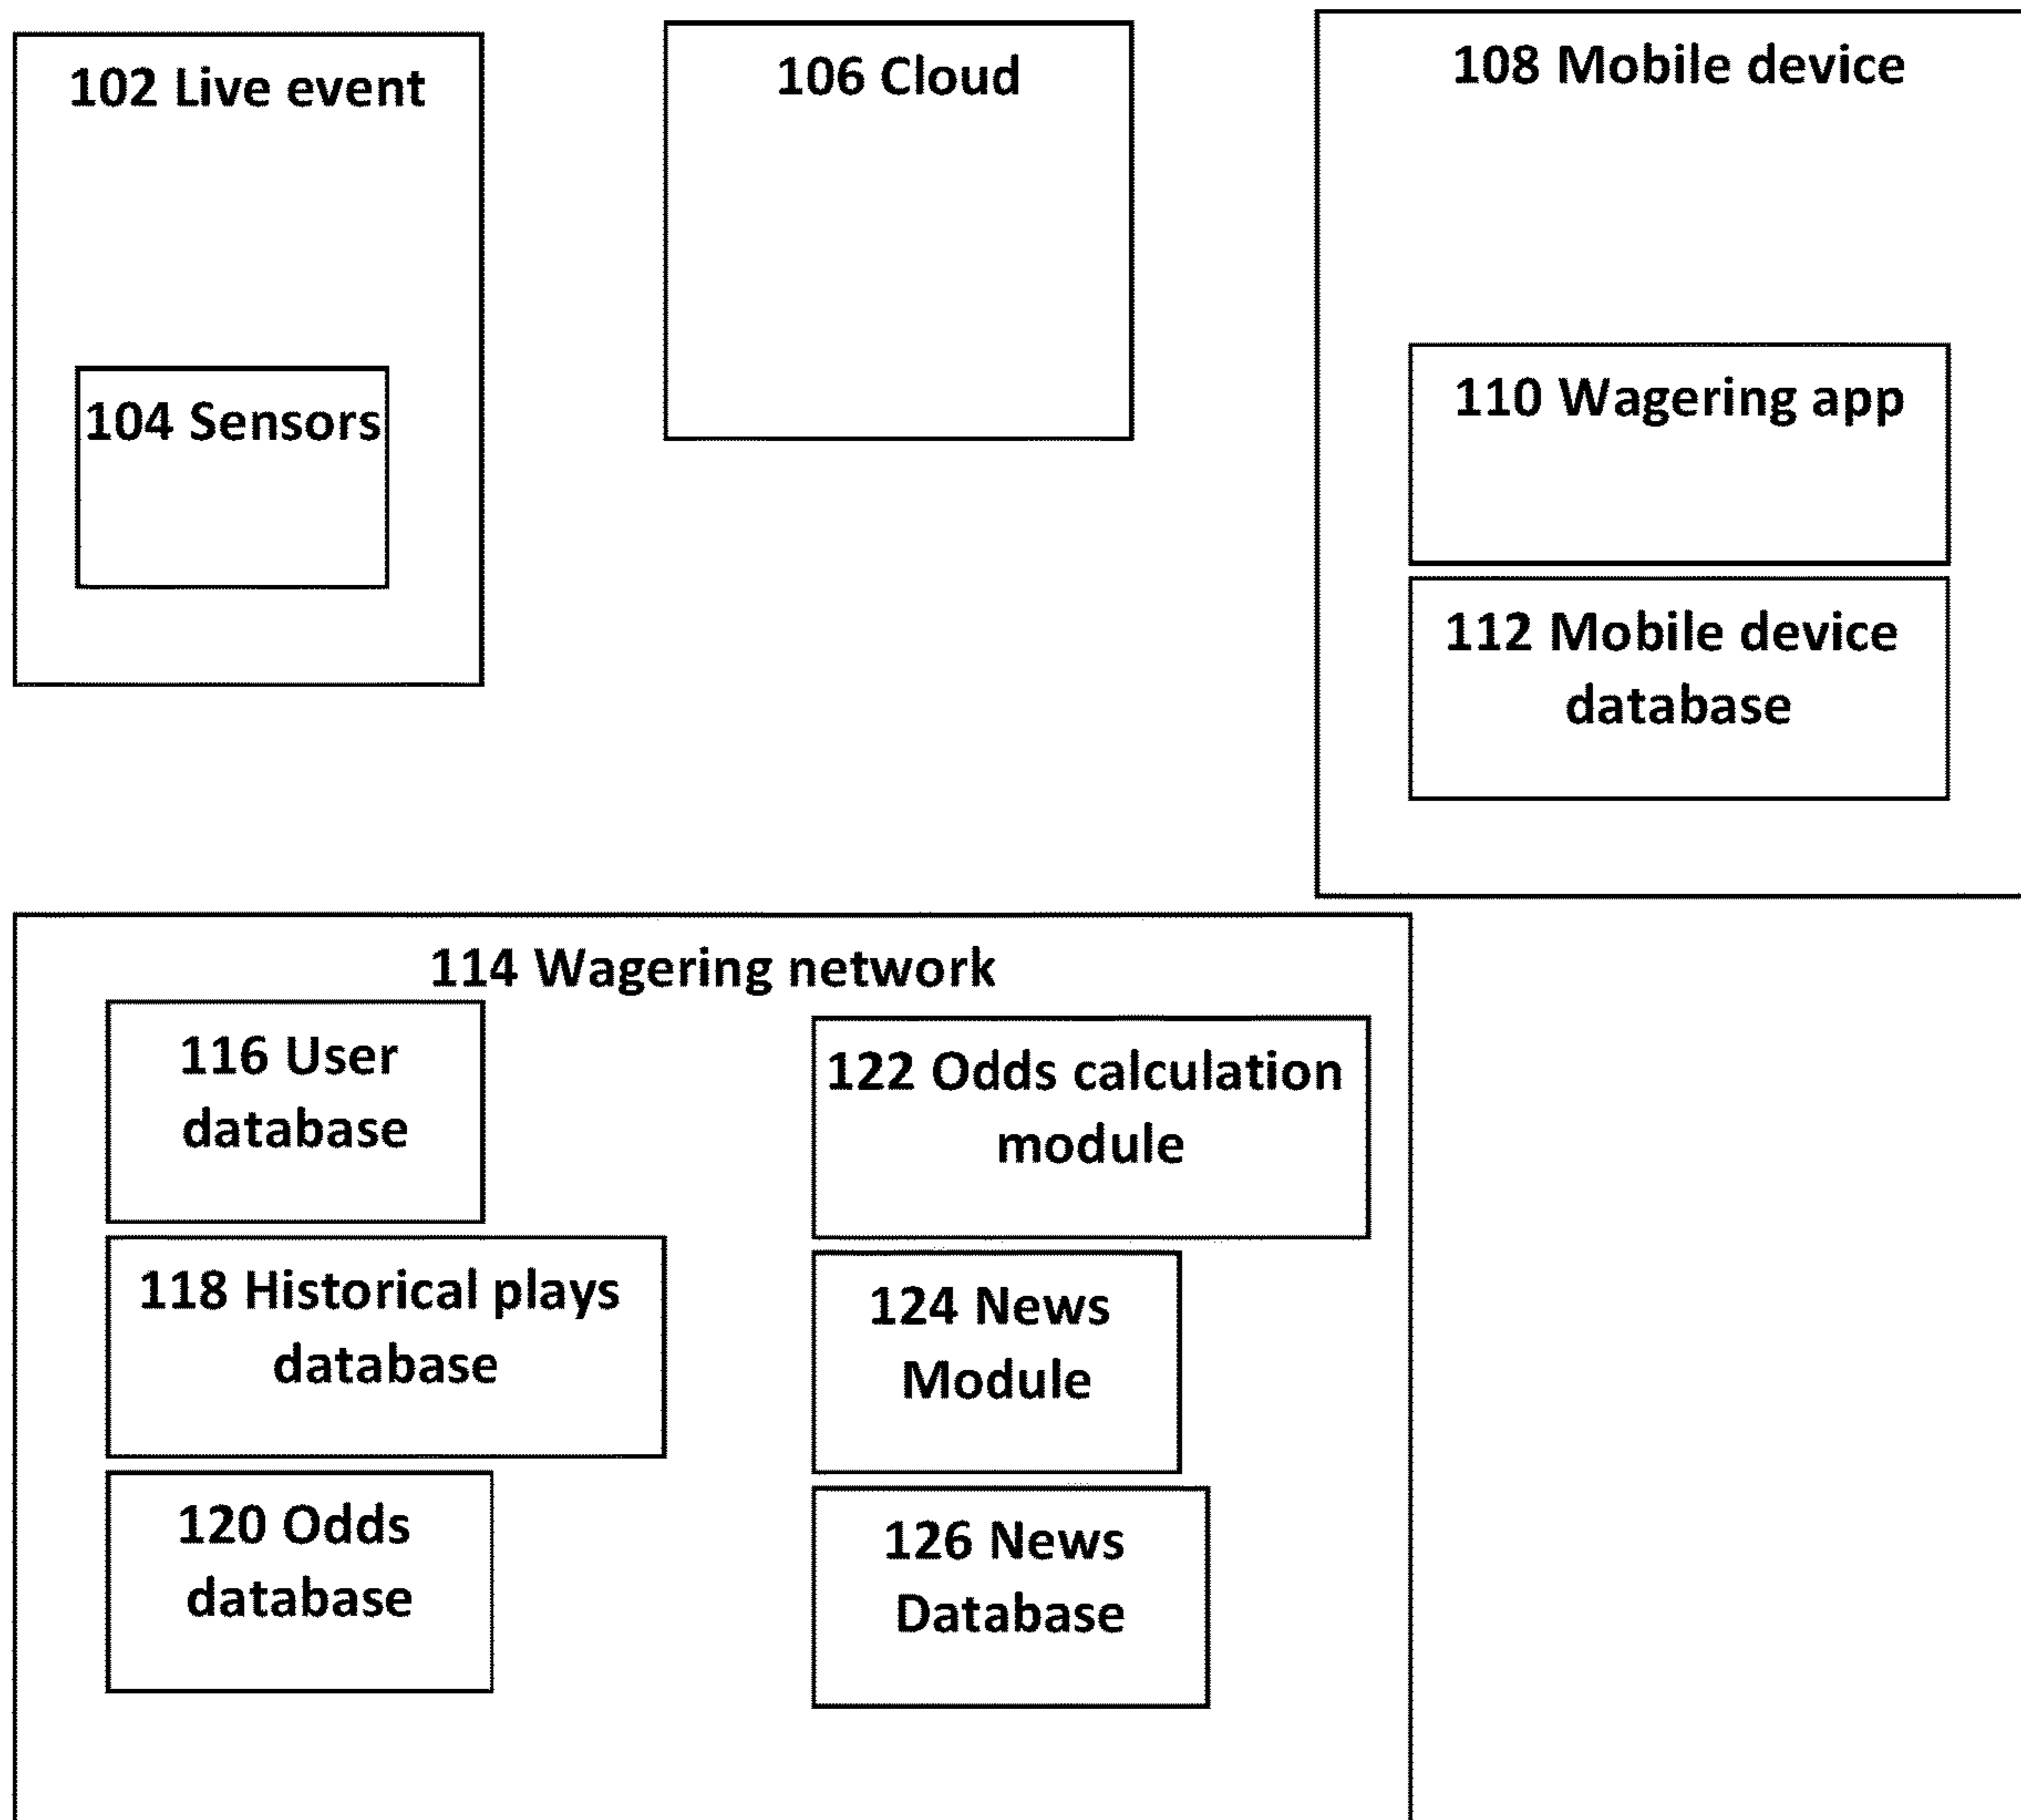 102 Live event
104 Sensors
106 Cloud
108 Mobile device
110 Wagering app
112 Mobile device
database
114 Wagering network
116 User
database
118 Historical plays
database
120 Odds
database
122 Odds calculation
module
124 News
Module
126 News
Database